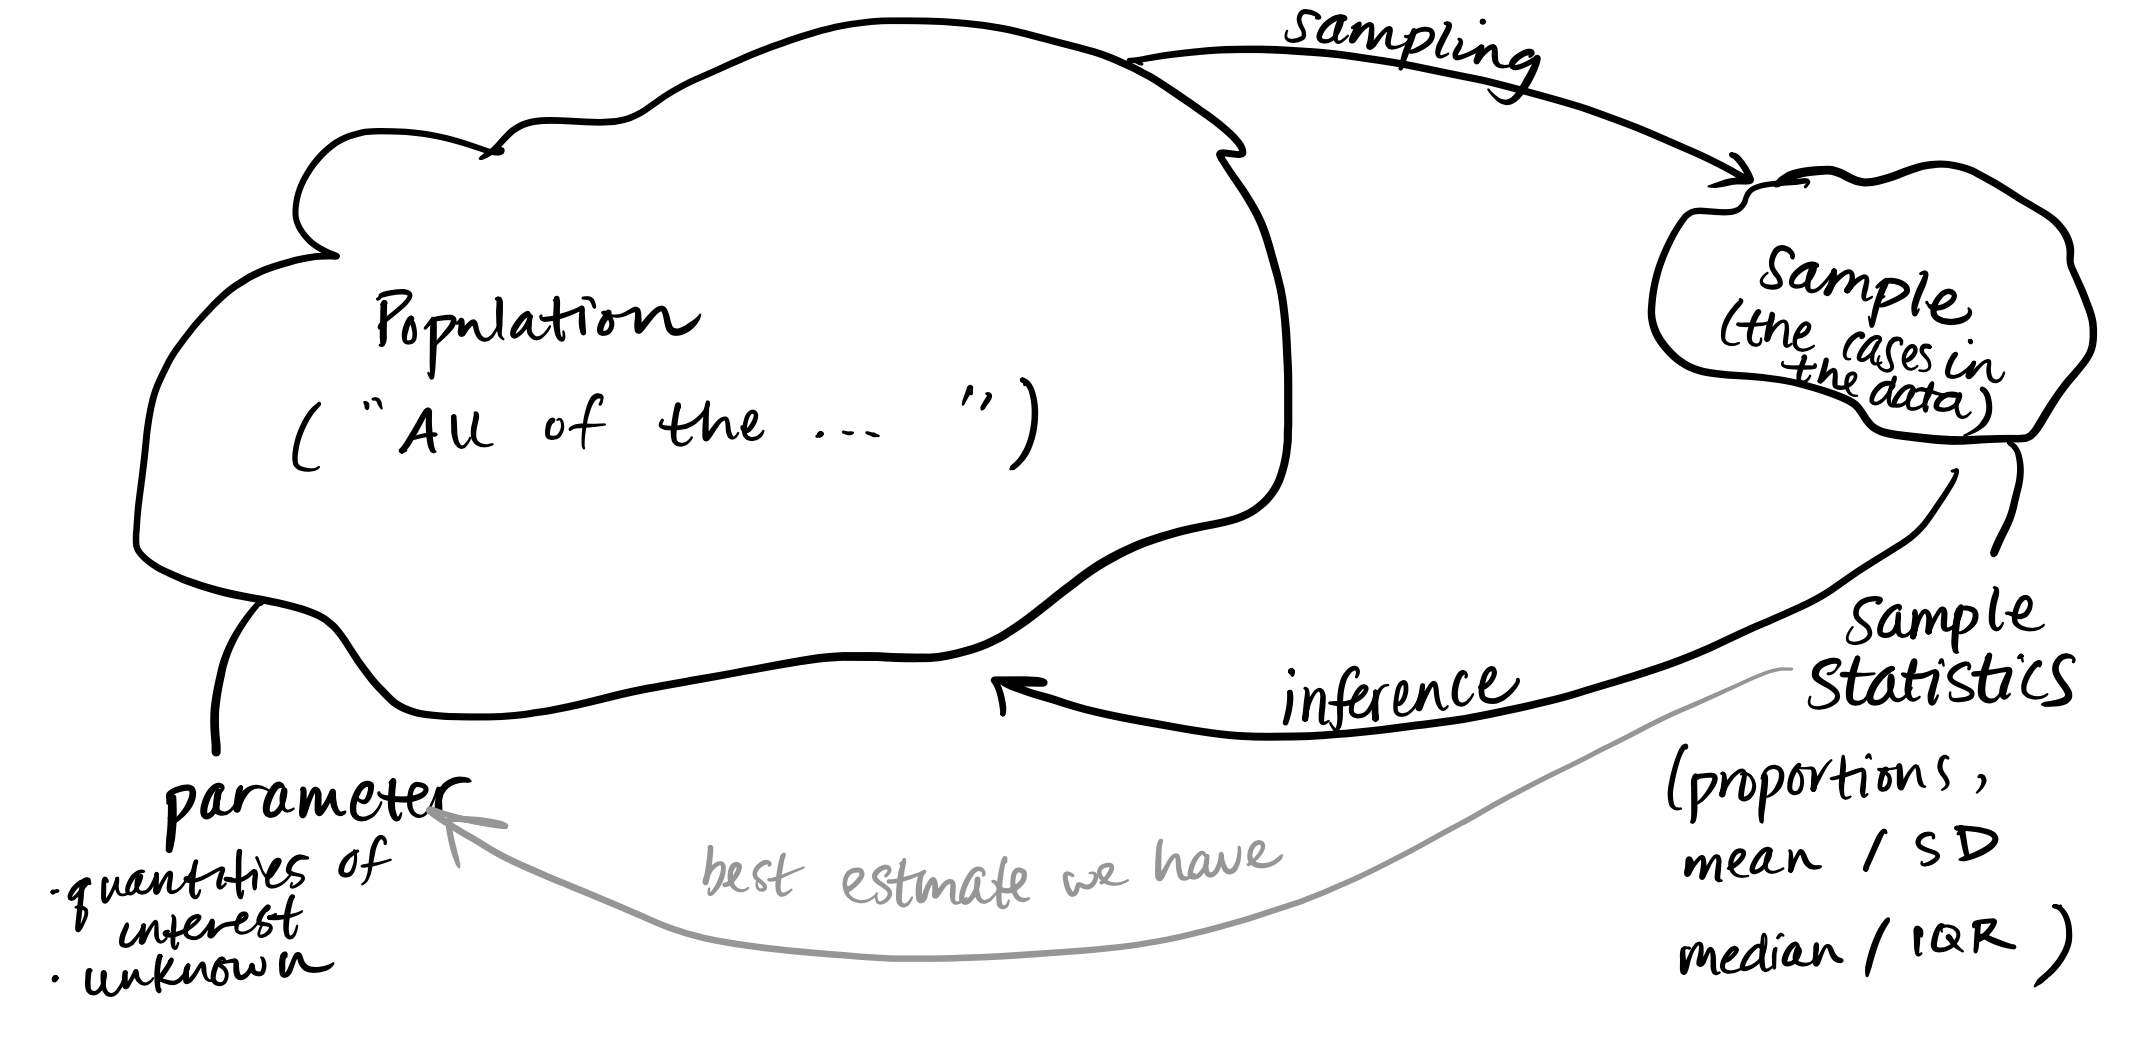 sampling
Population
( "All of the ... " )
Sample
(the cases in
the data)
inference
Sample
Statistics
(proportions,
mean / SD
median / IQR )
parameter
· quantities of
interest
· unknown
best estmate we have